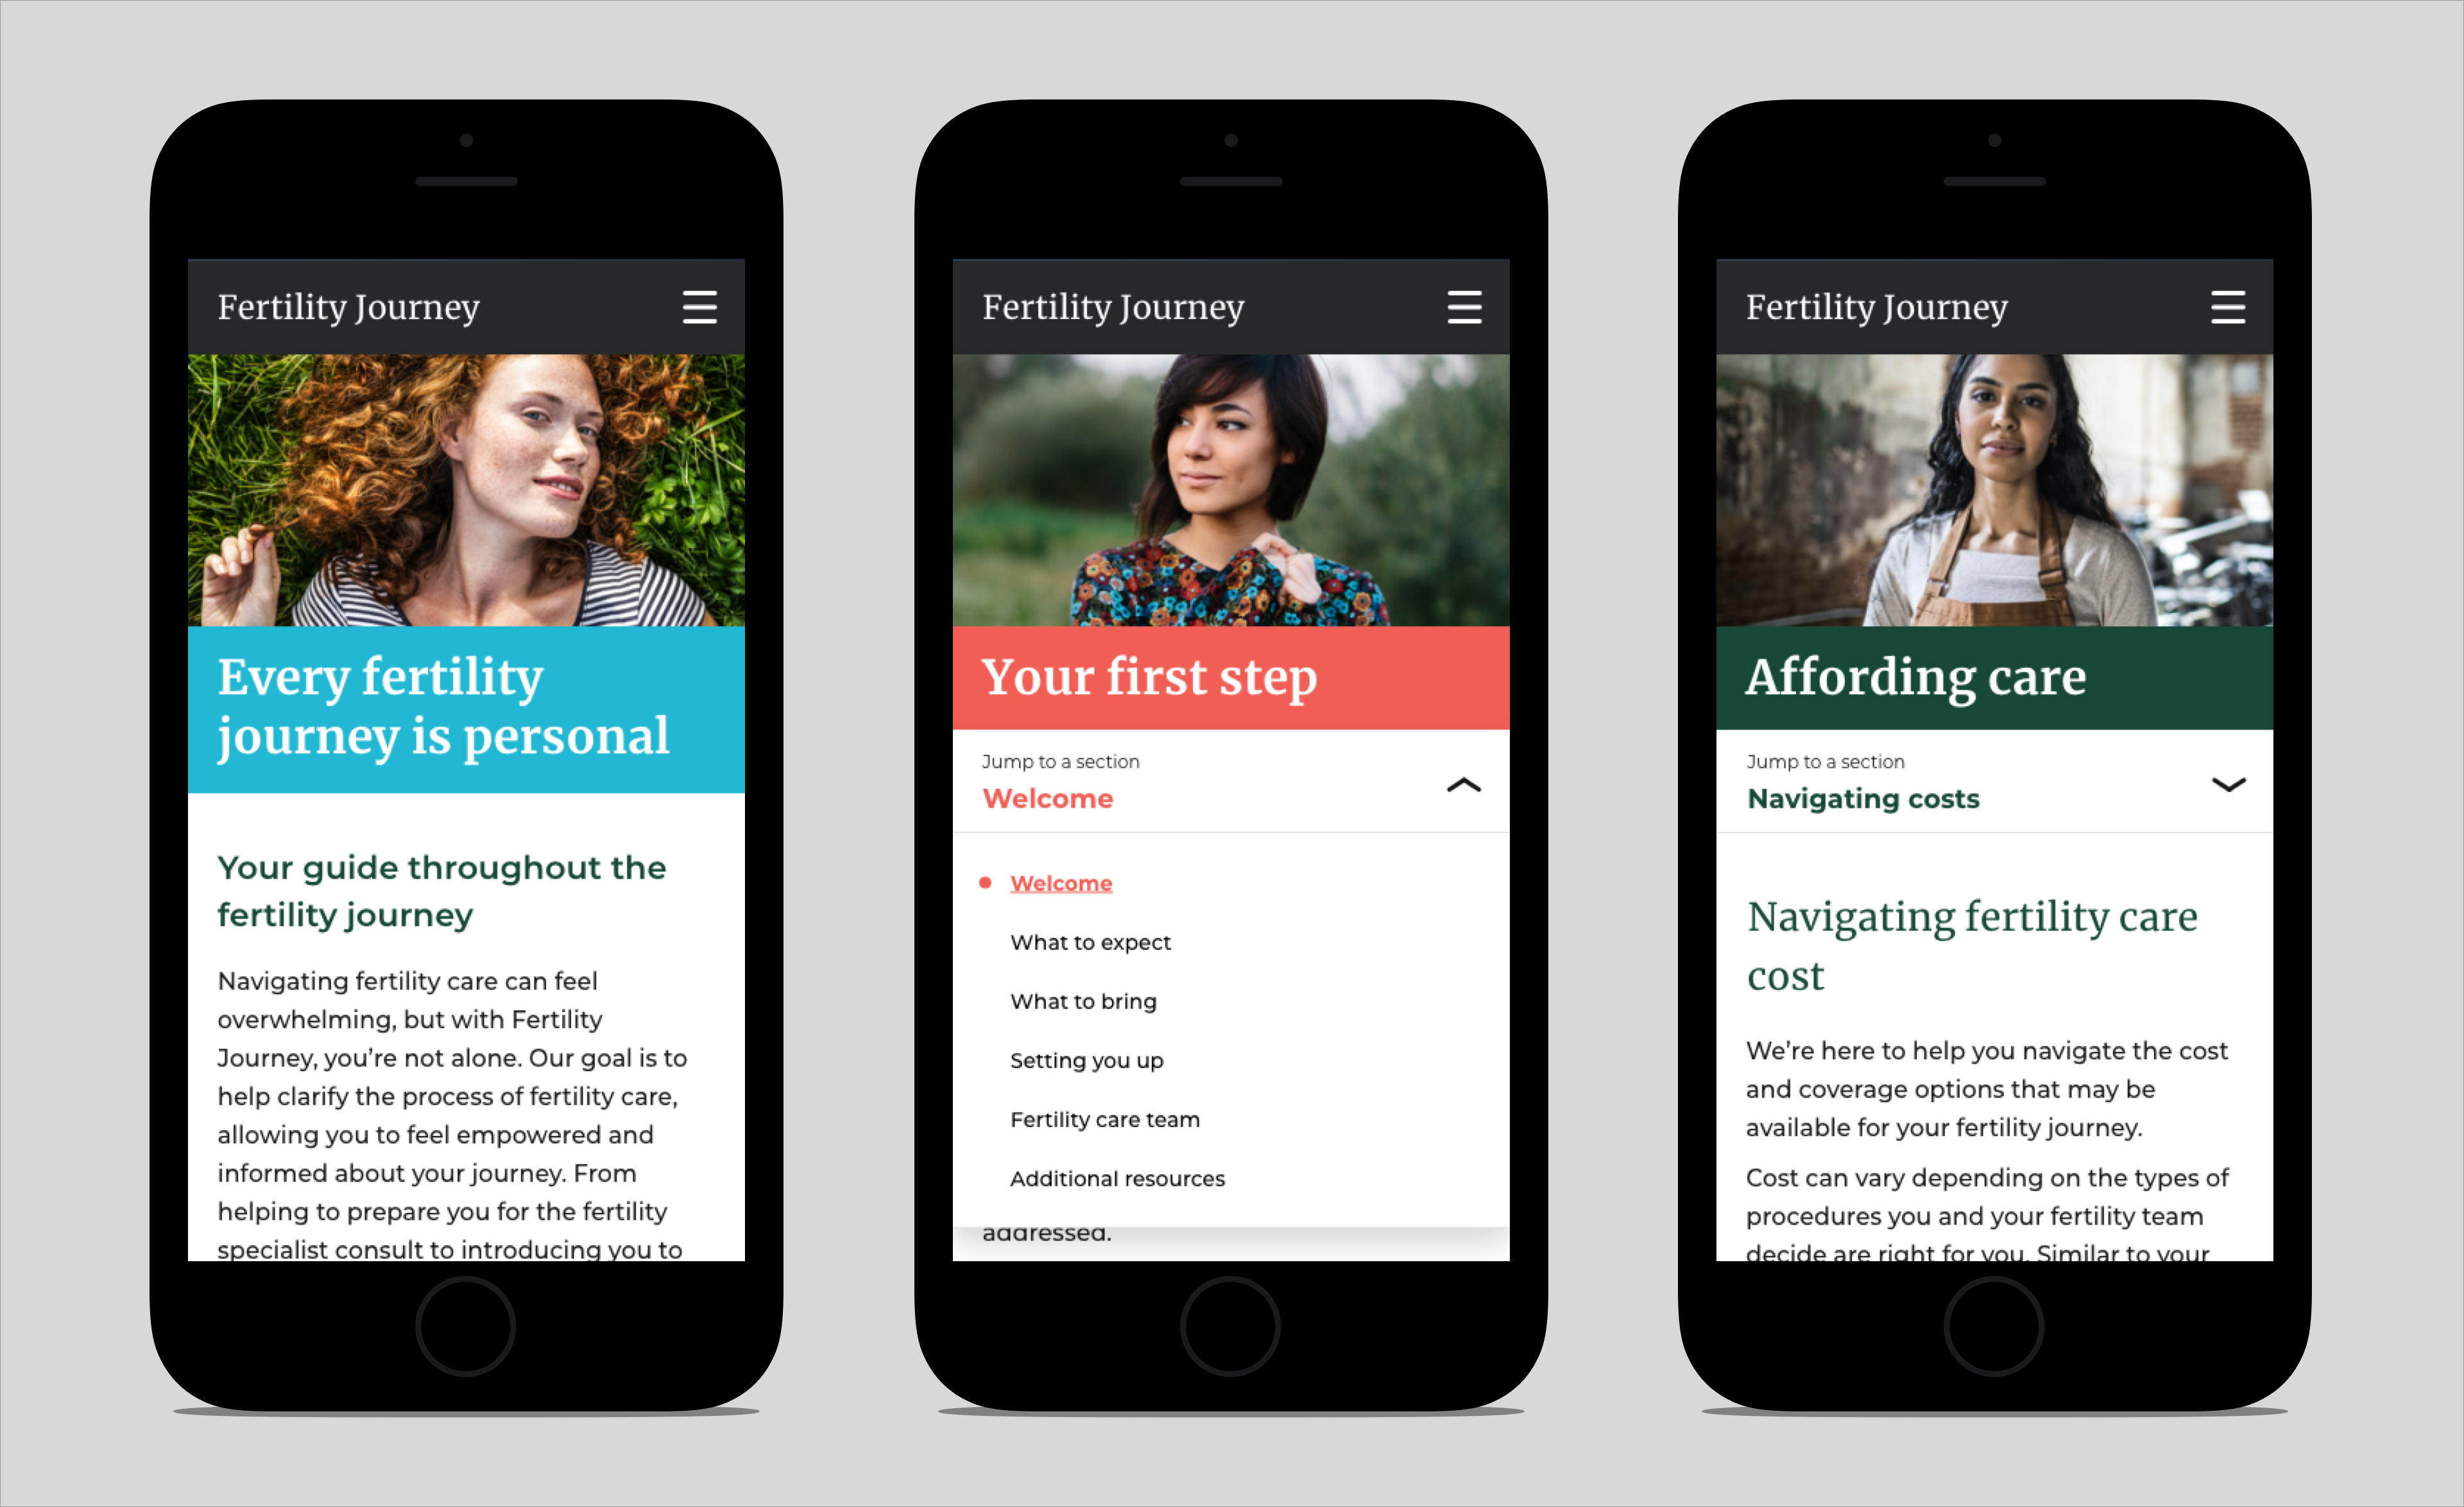 Fertility Journey
Every fertility
journey is personal
Your guide throughout the
fertility journey
Navigating fertility care can feel
overwhelming, but with Fertility
Journey, you’re not alone. Our goal is to
help clarify the process of fertility care,
allowing you to feel empowered and
informed about your journey. From
helping to prepare you for the fertility
specialist consult to introducing you to
Fertility Journey
Your first step
Jump to a section
Welcome
Welcome
What to expect
What to bring
Setting you up
Fertility care team
Additional resources
addressed.
Fertility Journey
Affording care
Jump to a section
Navigating costs
Navigating fertility care
cost
We’re here to help you navigate the cost
and coverage options that may be
available for your fertility journey.
Cost can vary depending on the types of
procedures you and your fertility team
decide are right for you. Similar to your